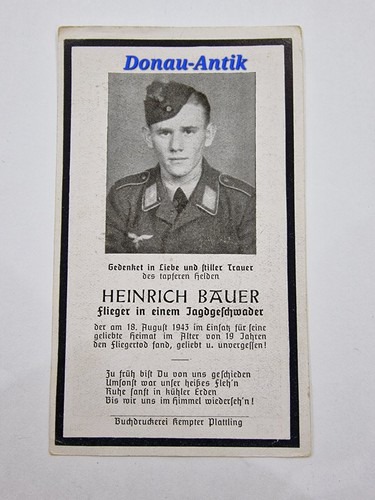 Donau-Antik
Gedenket in Liebe und stiller Trauer
des tapferen Helden
HEINRICH BAUER
Flieger in einem Jagdgeschwader
der am 18. August 1943 im Einsatz für seine
geliebte Heimat im Alter von 19 Jahren
den Fliegertod fand, geliebt u. unvergessen!
Zu früh bist Du von uns geschieden
Umsonst war unser heißes Fleh'n
Ruhe sanft in kühler Erden
Bis wir uns im Himmel wiederseh'n!
Buchdruckerei Kempter Plattling